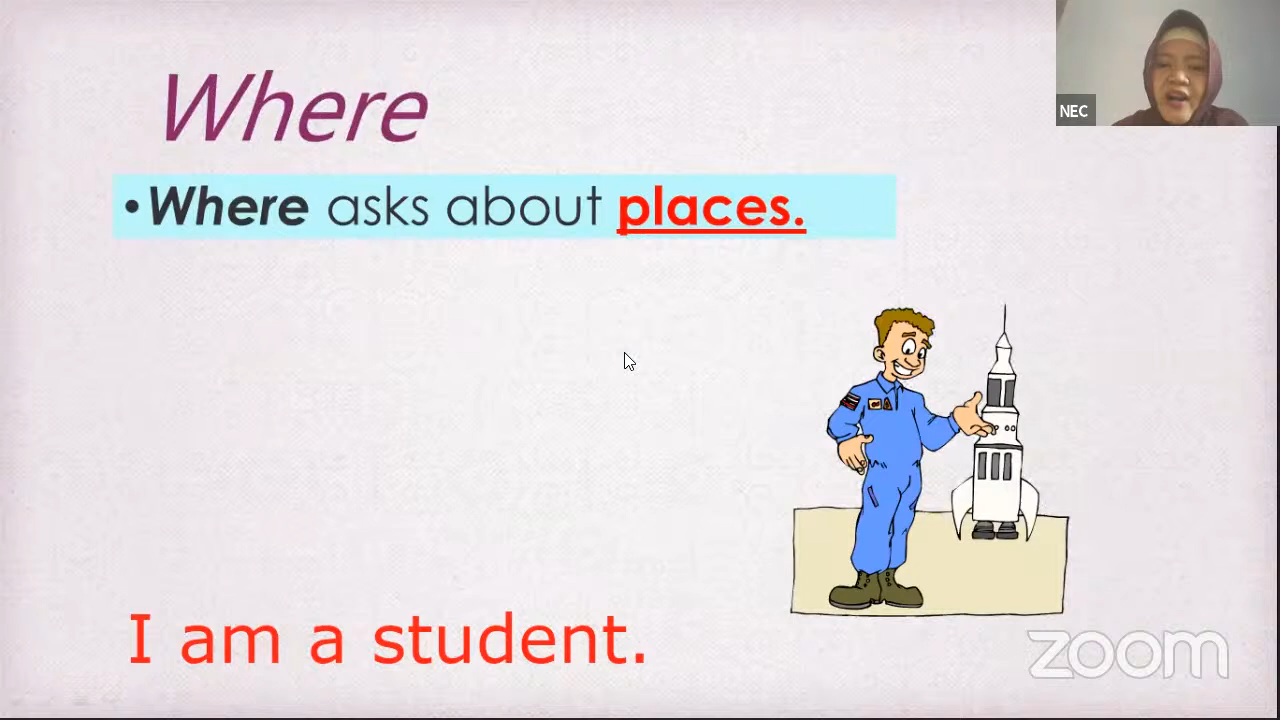 Where
NEC
•Where asks about places.
I am a student.
zoom